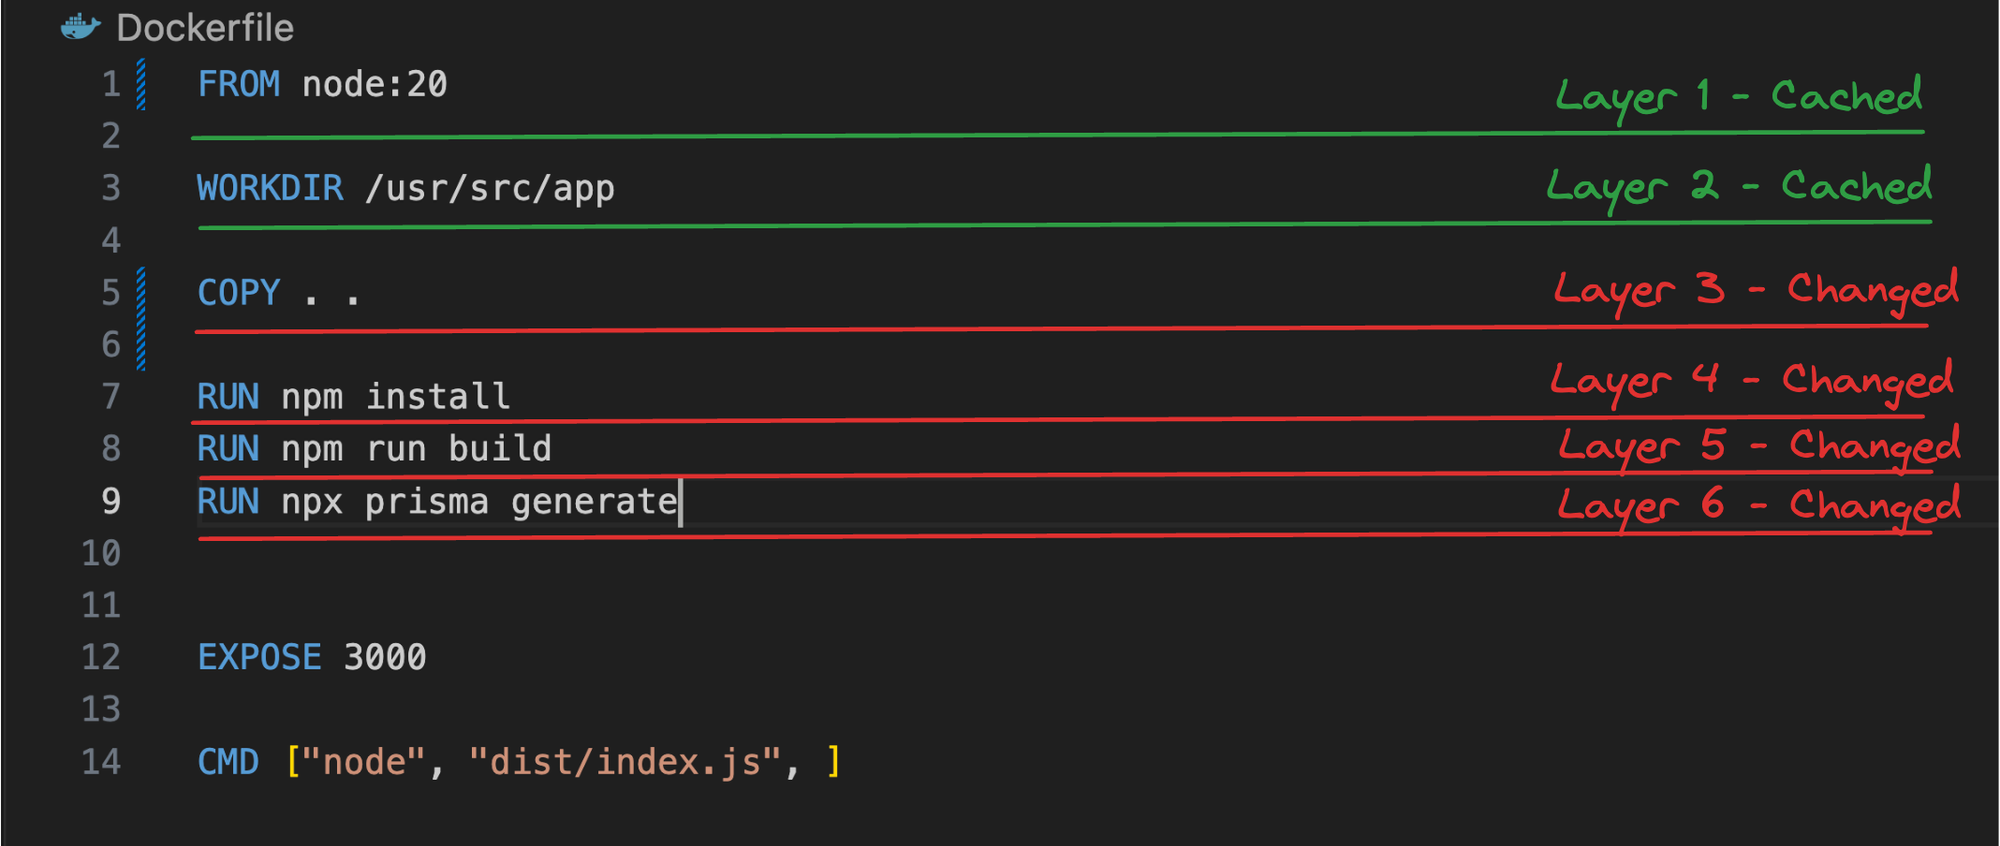 Dockerfile
1 FROM node:20 Layer 1 - Cached
2
3 WORKDIR /usr/src/app Layer 2 - Cached
4
5 COPY . . Layer 3 - Changed
6
7 RUN npm install Layer 4 - Changed
8 RUN npm run build Layer 5 - Changed
9 RUN npx prisma generate Layer 6 - Changed
10
11
12 EXPOSE 3000
13
14 CMD ["node", "dist/index.js", ]